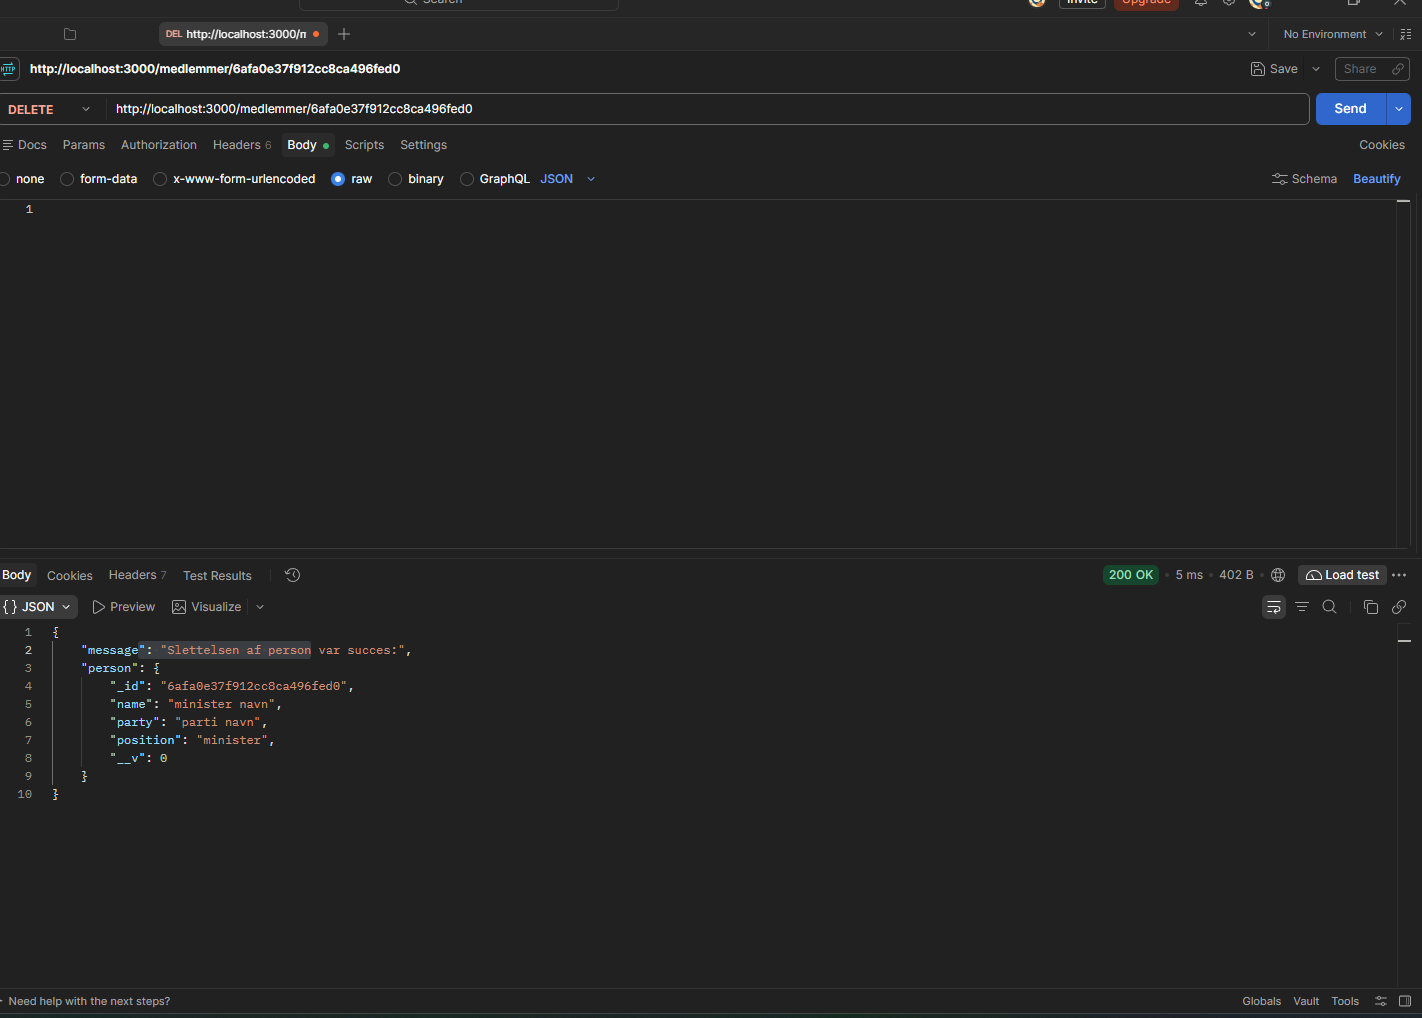 Search
Invite
Upgrade
DEL http://localhost:3000/m
No Environment
HTTP http://localhost:3000/medlemmer/6afa0e37f912cc8ca496fed0
Save
Share
DELETE
http://localhost:3000/medlemmer/6afa0e37f912cc8ca496fed0
Send
Docs Params Authorization Headers 6 Body Scripts Settings
Cookies
none form-data x-www-form-urlencoded raw binary GraphQL JSON
Schema Beautify
1
Body Cookies Headers 7 Test Results
200 OK • 5 ms • 402 B
Load test
{} JSON Preview Visualize
1 {
2 "message": "Slettelsen af person var succes:",
3 "person": {
4 "_id": "6afa0e37f912cc8ca496fed0",
5 "name": "minister navn",
6 "party": "parti navn",
7 "position": "minister",
8 "__v": 0
9 }
10 }
Need help with the next steps?
Globals Vault Tools